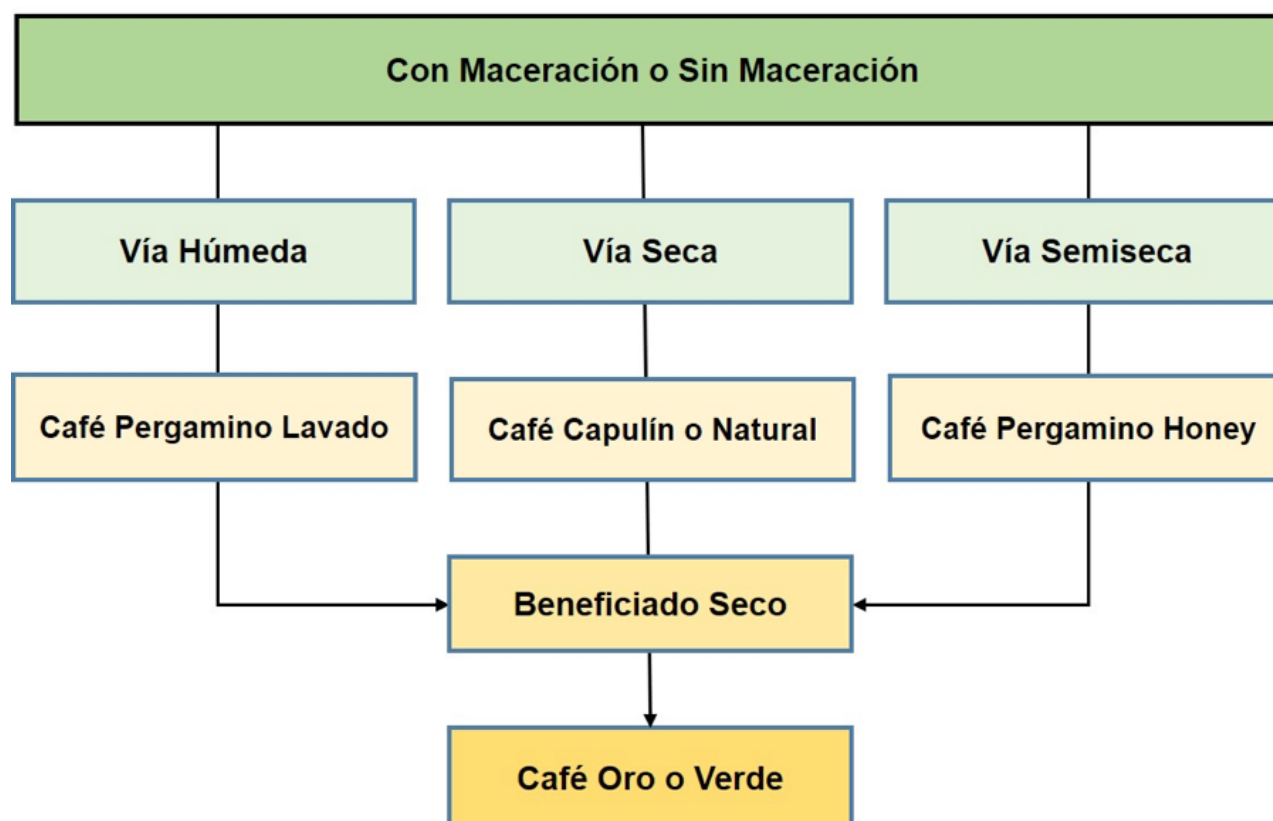 Con Maceración o Sin Maceración
Vía Húmeda
Vía Seca
Vía Semiseca
Café Pergamino Lavado
Café Capulín o Natural
Café Pergamino Honey
Beneficiado Seco
Café Oro o Verde